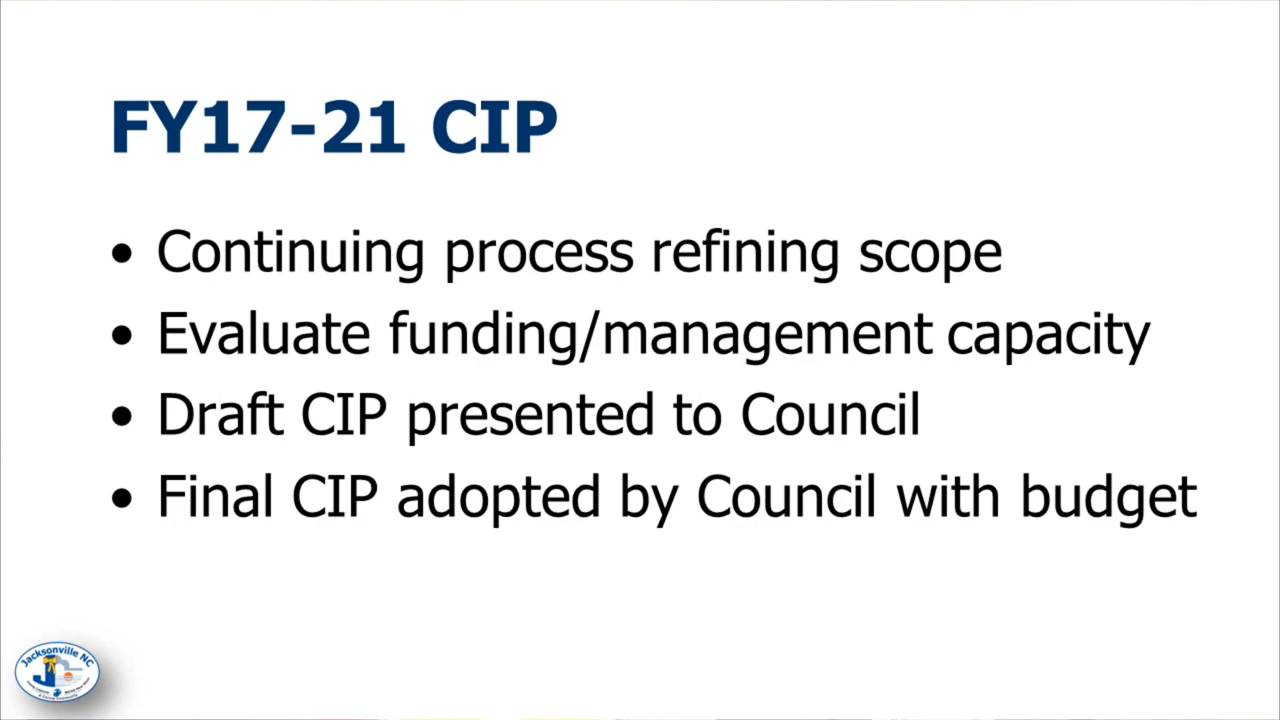 FY17-21 CIP
• Continuing process refining scope
• Evaluate funding/management capacity
• Draft CIP presented to Council
• Final CIP adopted by Council with budget
Jacksonville NC